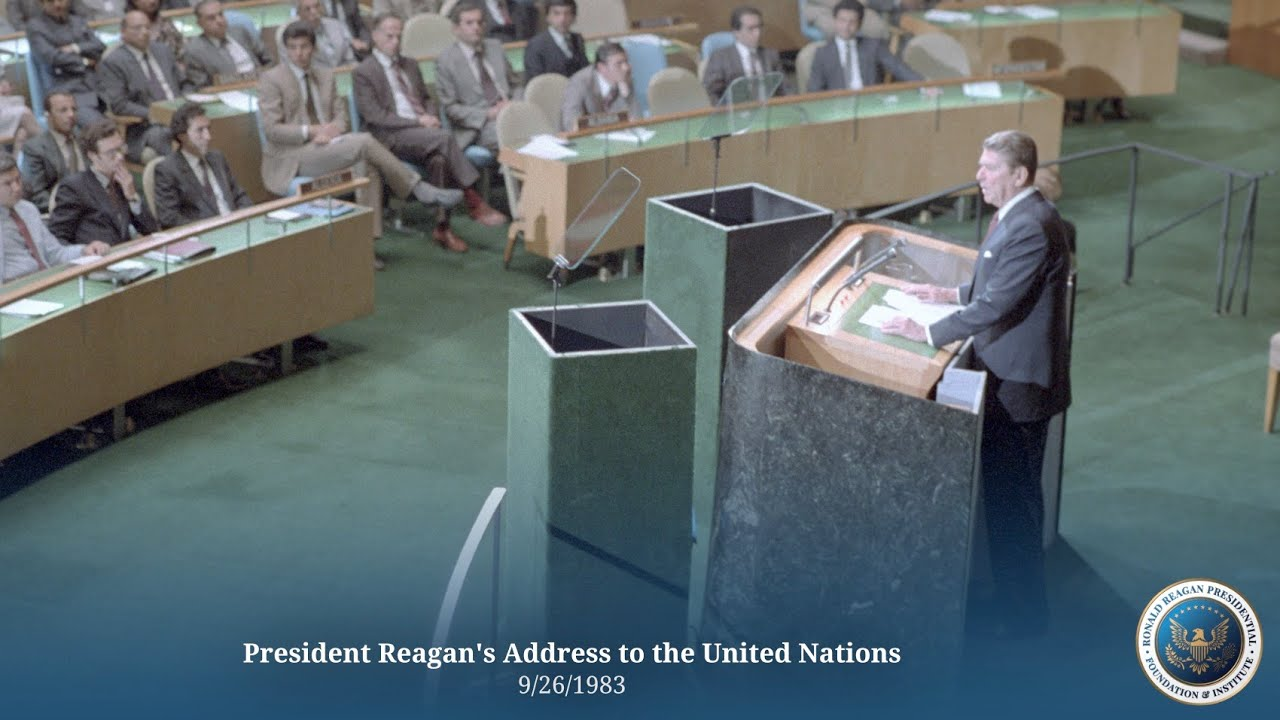 President Reagan's Address to the United Nations
9/26/1983
RONALD REAGAN PRESIDENTIAL
FOUNDATION & INSTITUTE